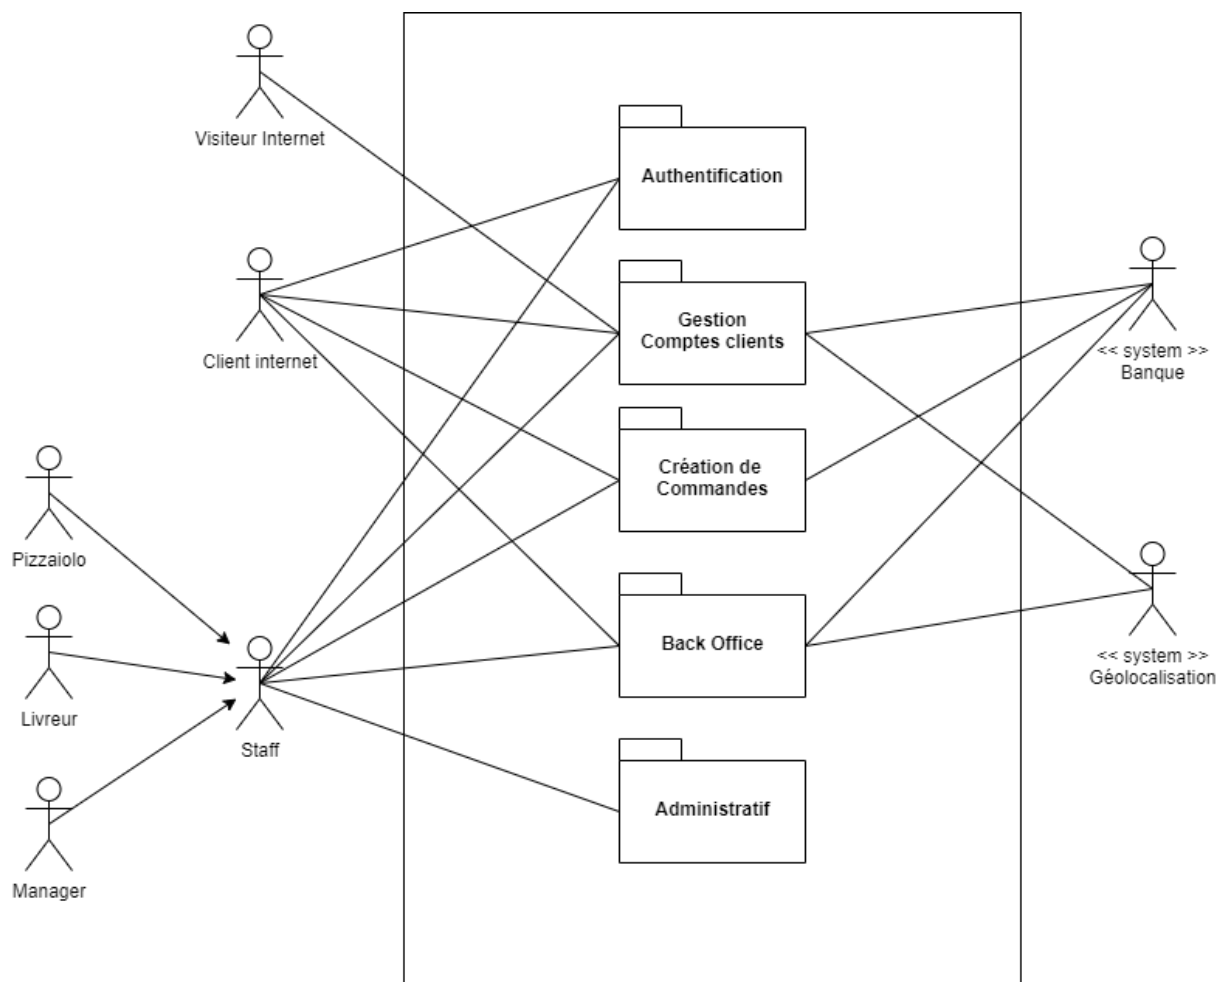 Visiteur Internet
Authentification
Client internet
Gestion
Comptes clients
<< system >>
Banque
Création de
Commandes
Pizzaiolo
Back Office
<< system >>
Géolocalisation
Livreur
Staff
Administratif
Manager